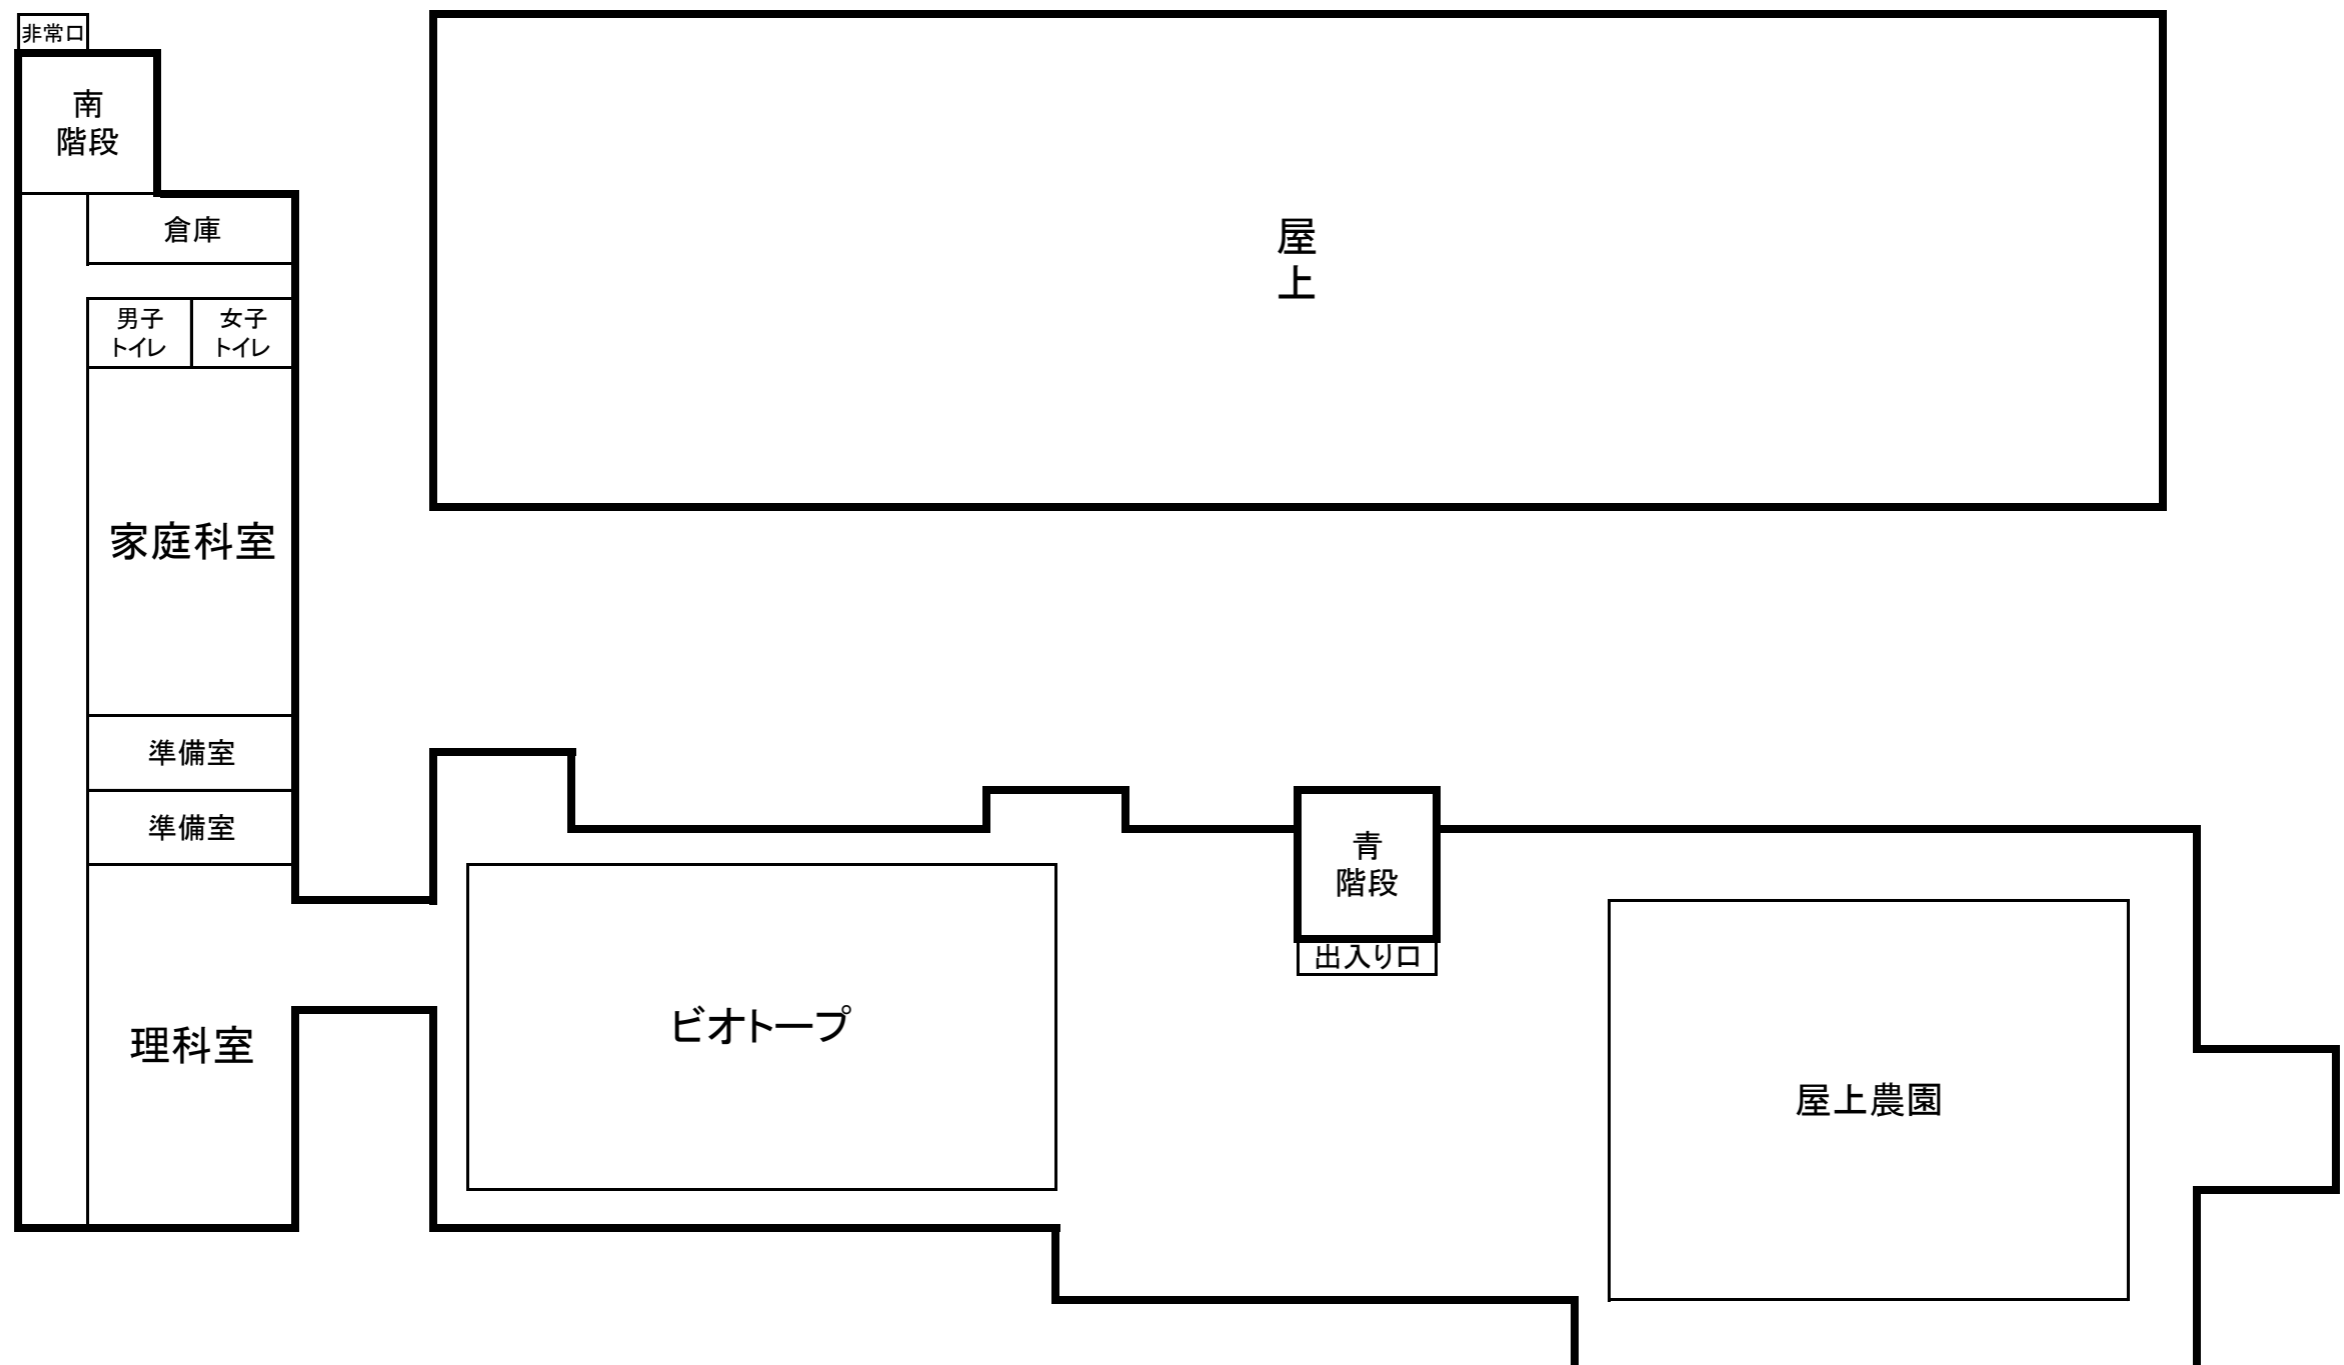 非常口
南
階段
倉庫
男子
トイレ
女子
トイレ
屋
上
家庭科室
準備室
準備室
理科室
ビオトープ
青
階段
出入り口
屋上農園